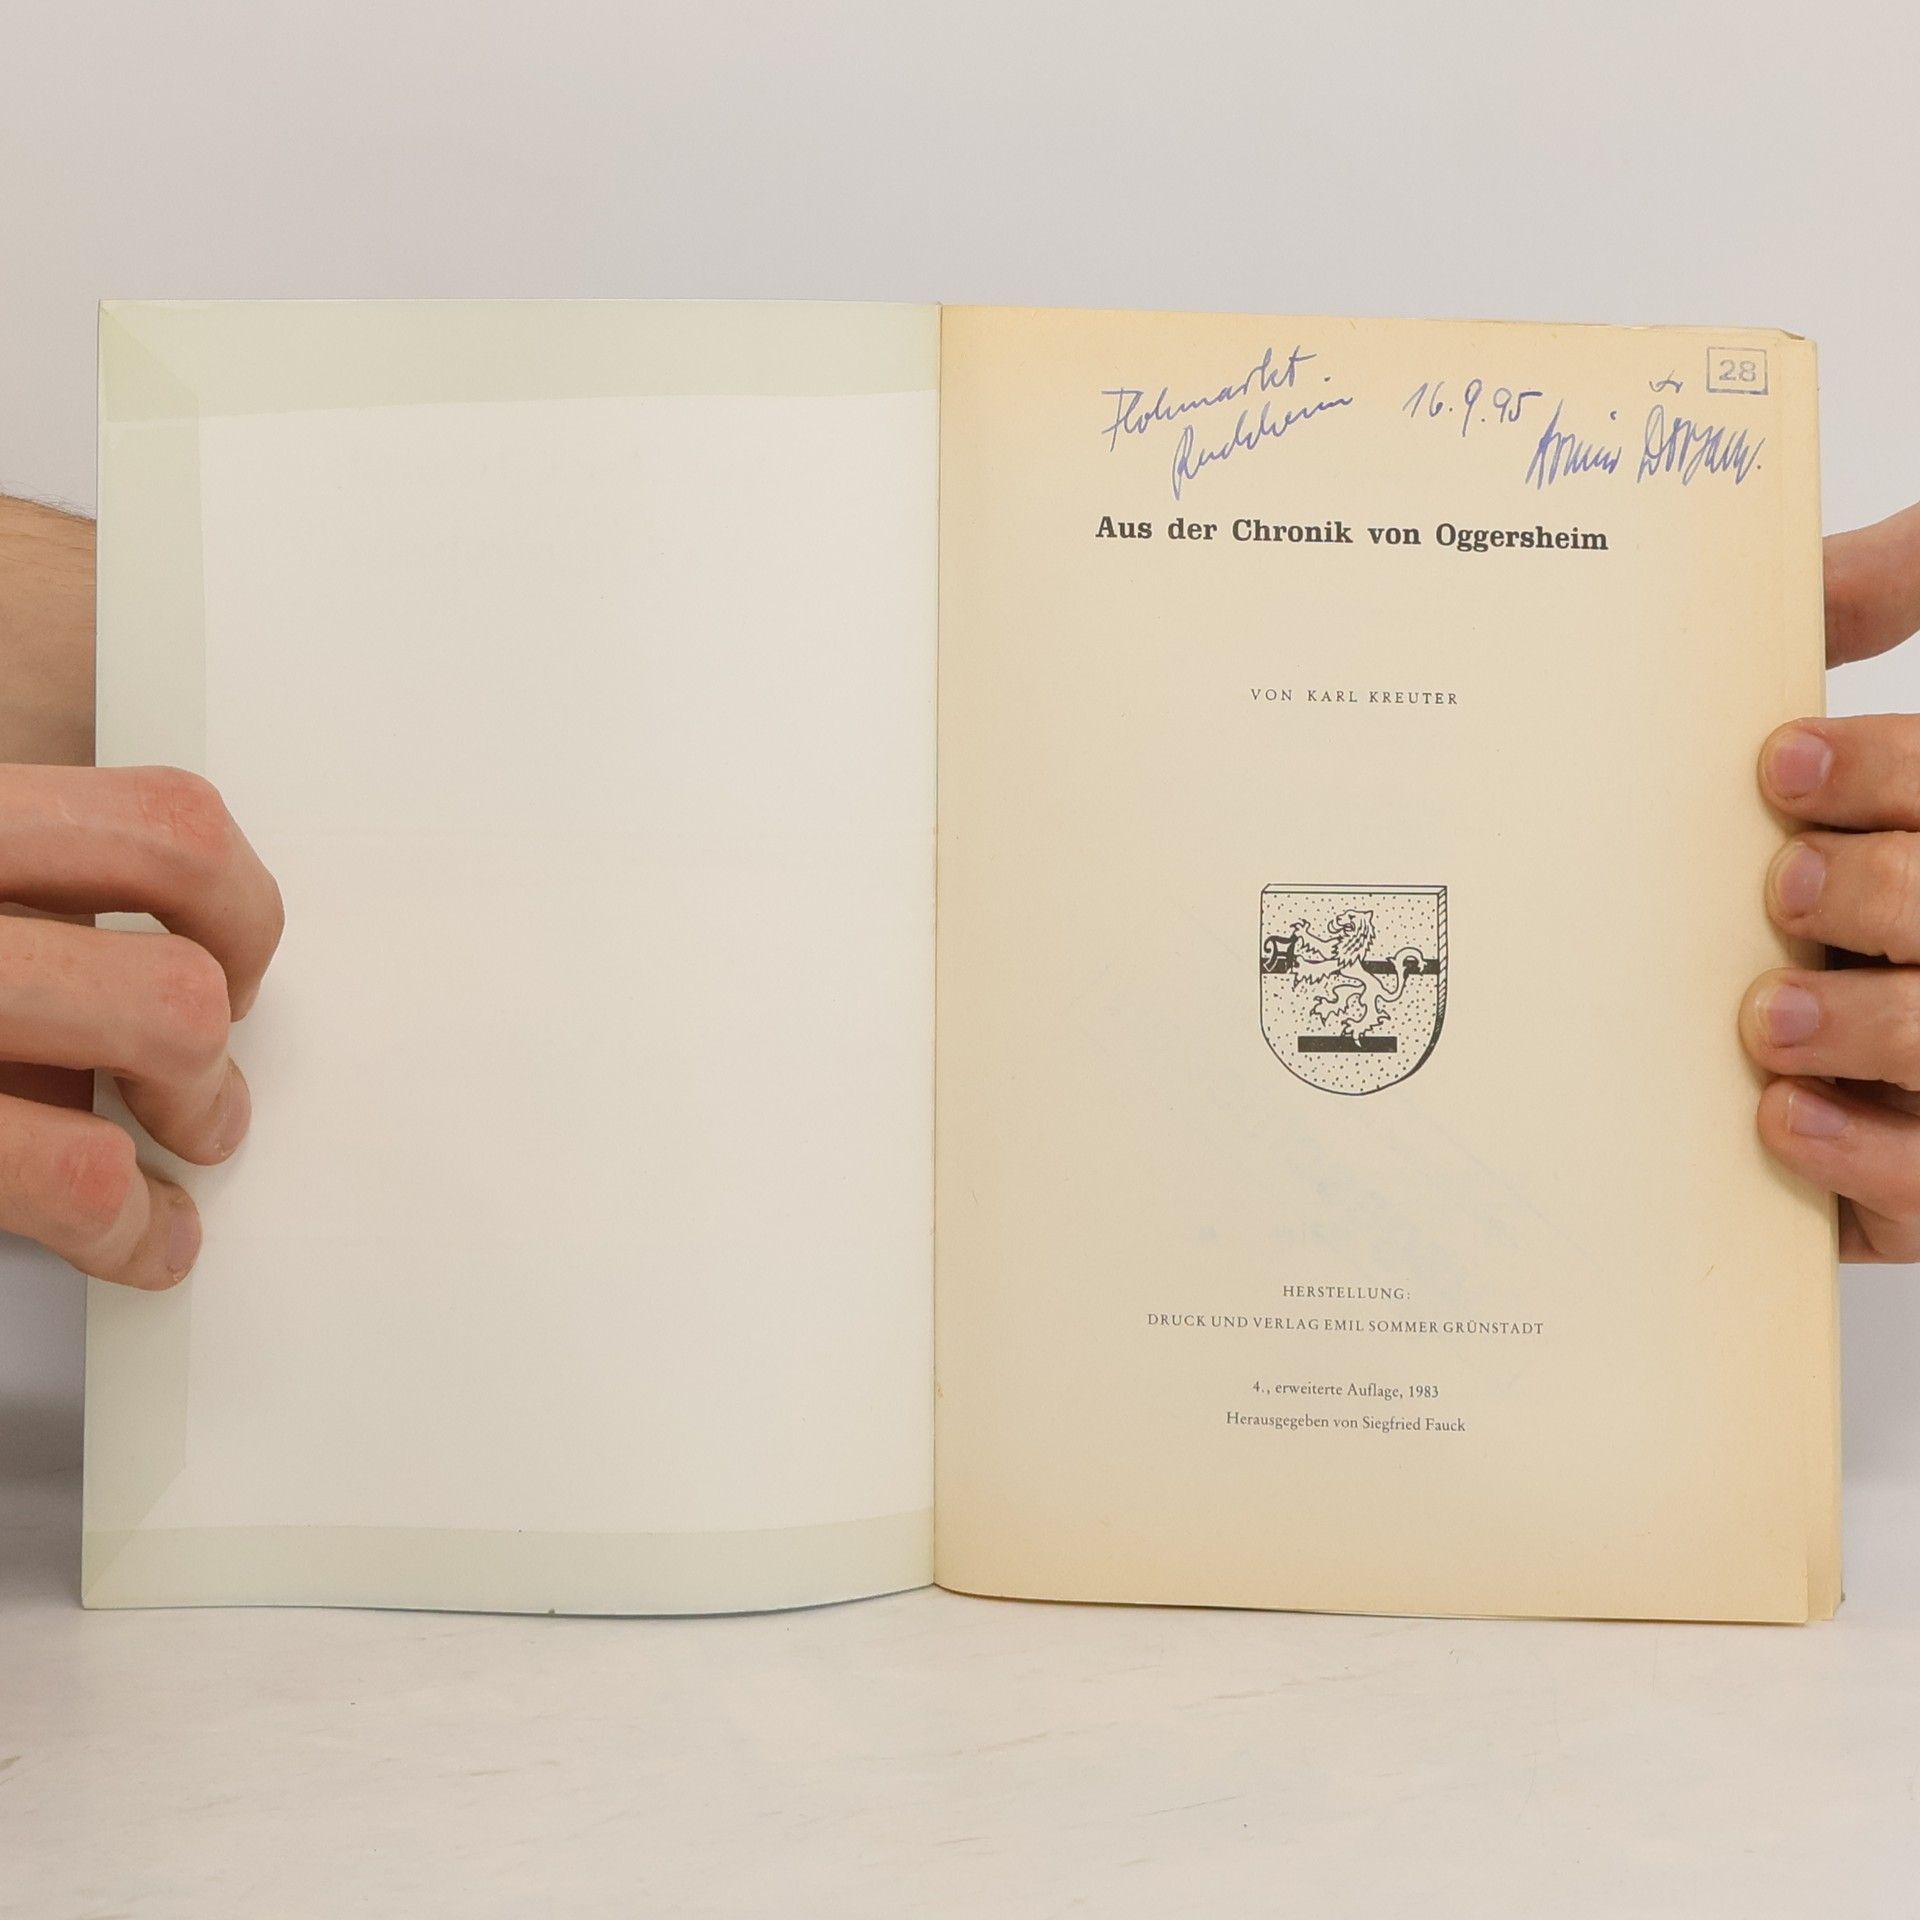 28
Flohmarkt.
Ruchheim
16.9.95
Armin
Aus der Chronik von Oggersheim
VON KARL KREUTER
HERSTELLUNG:
DRUCK UND VERLAG EMIL SOMMER GRÜNSTADT
4., erweiterte Auflage, 1983
Herausgegeben von Siegfried Fauck